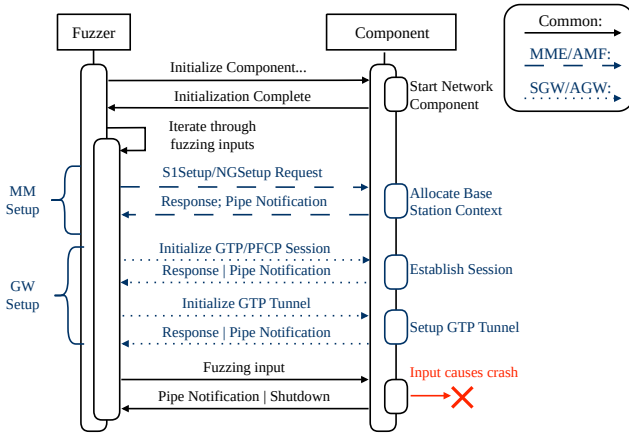 Fuzzer
Component
Common:
MME/AMF:
SGW/AGW:
Initialize Component...
Start Network
Component
Initialization Complete
Iterate through
fuzzing inputs
MM
Setup
S1Setup/NGSetup Request
Response; Pipe Notification
Allocate Base
Station Context
GW
Setup
Initialize GTP/PFCP Session
Response | Pipe Notification
Establish Session
Initialize GTP Tunnel
Response | Pipe Notification
Setup GTP Tunnel
Fuzzing input
Input causes crash
Pipe Notification | Shutdown